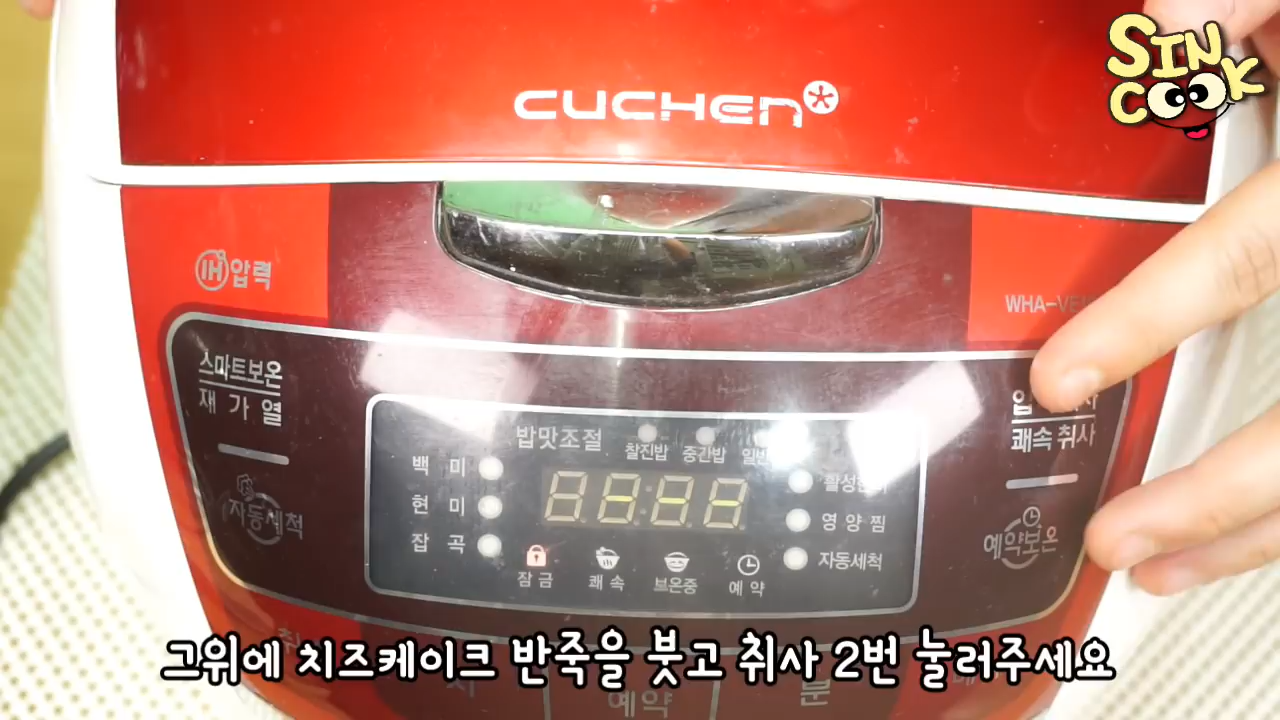 SIN
COOK
CUCHEN
IH압력
스마트보온
재가열
쾌속취사
밥맛조절
찰진밥 중간밥
백미
현미
영양찜
잡곡
자동세척
자동세척
예약보온
잠금 쾌속 보온중 예약
그위에 치즈케이크 반죽을 붓고 취사 2번 눌러주세요
예약
분